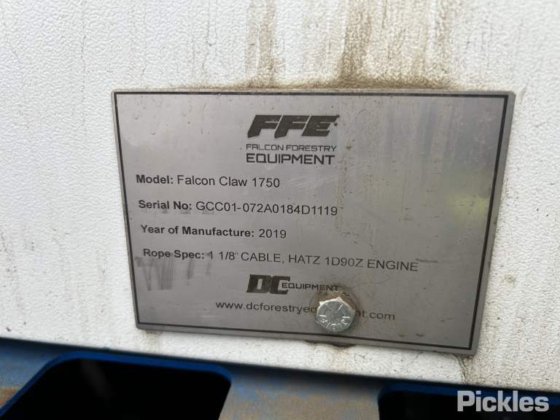 FFE
FALCON FORESTRY
EQUIPMENT
Model: Falcon Claw 1750
Serial No: GCC01-072A0184D1119
Year of Manufacture: 2019
Rope Spec: 1 1/8" CABLE, HATZ 1D90Z ENGINE
DC EQUIPMENT
Pickles